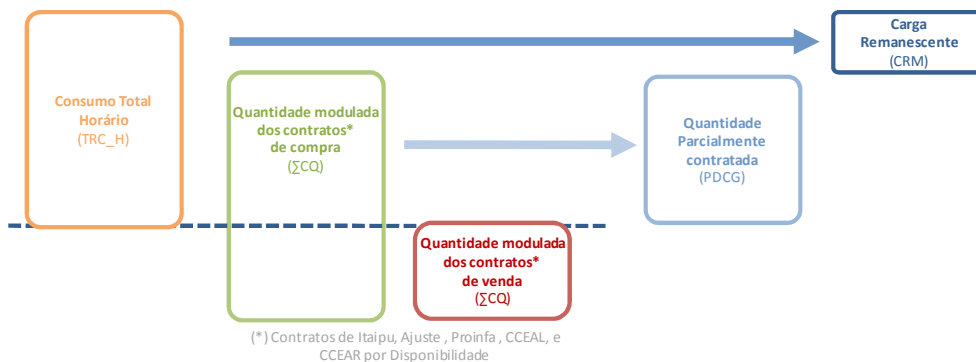 Consumo Total
Horário
(TRC_H)
Quantidade modulada
dos contratos*
de compra
(∑CQ)
Quantidade modulada
dos contratos*
de venda
(∑CQ)
Quantidade
Parcialmente
contratada
(PDCG)
Carga
Remanescente
(CRM)
(*) Contratos de Itaipu, Ajuste , Proinfa , CCEAL, e
CCEAR por Disponibilidade